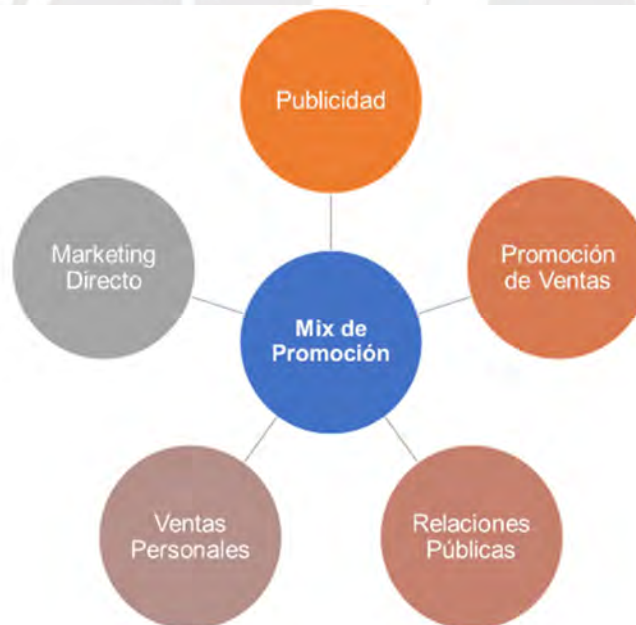 Publicidad
Marketing
Directo
Promoción
de Ventas
Mix de
Promoción
Ventas
Personales
Relaciones
Públicas